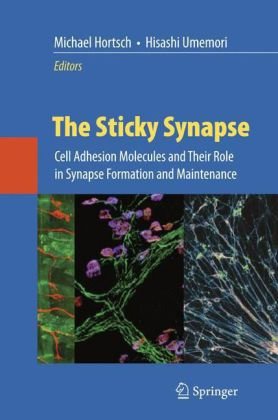 Michael Hortsch • Hisashi Umemori
Editors
The Sticky Synapse
Cell Adhesion Molecules and Their Role
in Synapse Formation and Maintenance
Springer